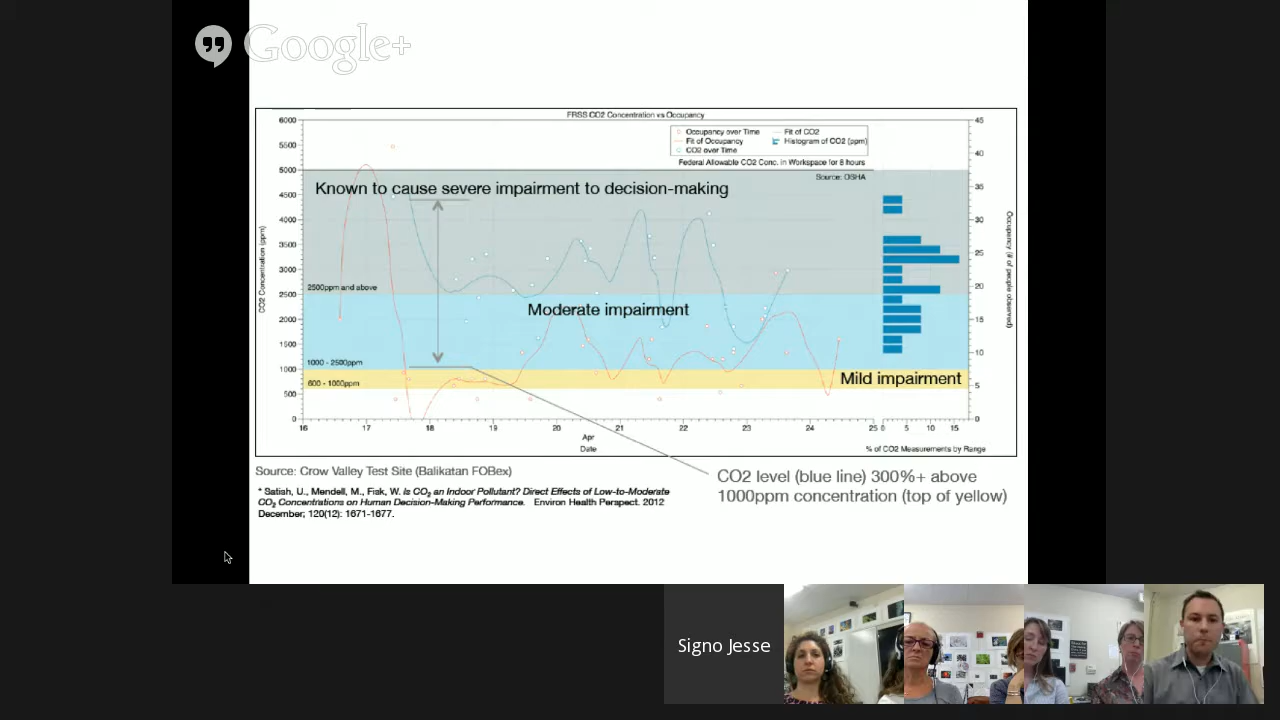 Google+
FRSS CO2 Concentration vs Occupancy
Occupancy over Time
Fit of CO2
Fit of Occupancy
Histogram of CO2 (ppm)
CO2 over Time
Federal Allowable CO2 Conc. in Workspace for 8 hours
Source: OSHA
Known to cause severe impairment to decision-making
2500ppm and above
Moderate impairment
1000 - 2500ppm
600 - 1000ppm
Mild impairment
CO2 Concentration (ppm)
6000
5500
5000
4500
4000
3500
3000
2500
2000
1500
1000
500
0
45
40
35
30
25
20
15
10
5
0
Occupancy (# of people observed)
16 17 18 19 20 21 22 23 24 25
0 5 10 15
Apr
Date
% of CO2 Measurements by Range
Source: Crow Valley Test Site (Balikatan FOBex)
CO2 level (blue line) 300%+ above
1000ppm concentration (top of yellow)
* Satish, U., Mendell, M., Fisk, W. Is CO2 an Indoor Pollutant? Direct Effects of Low-to-Moderate
CO2 Concentrations on Human Decision-Making Performance. Environ Health Perspect. 2012
December; 120(12): 1671-1677.
Signo Jesse